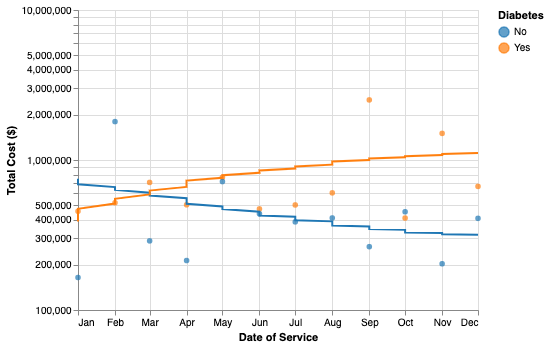 10,000,000
5,000,000
4,000,000
3,000,000
2,000,000
1,000,000
500,000
400,000
300,000
200,000
100,000
Total Cost ($)
Jan Feb Mar Apr May Jun Jul Aug Sep Oct Nov Dec
Date of Service
Diabetes
No
Yes